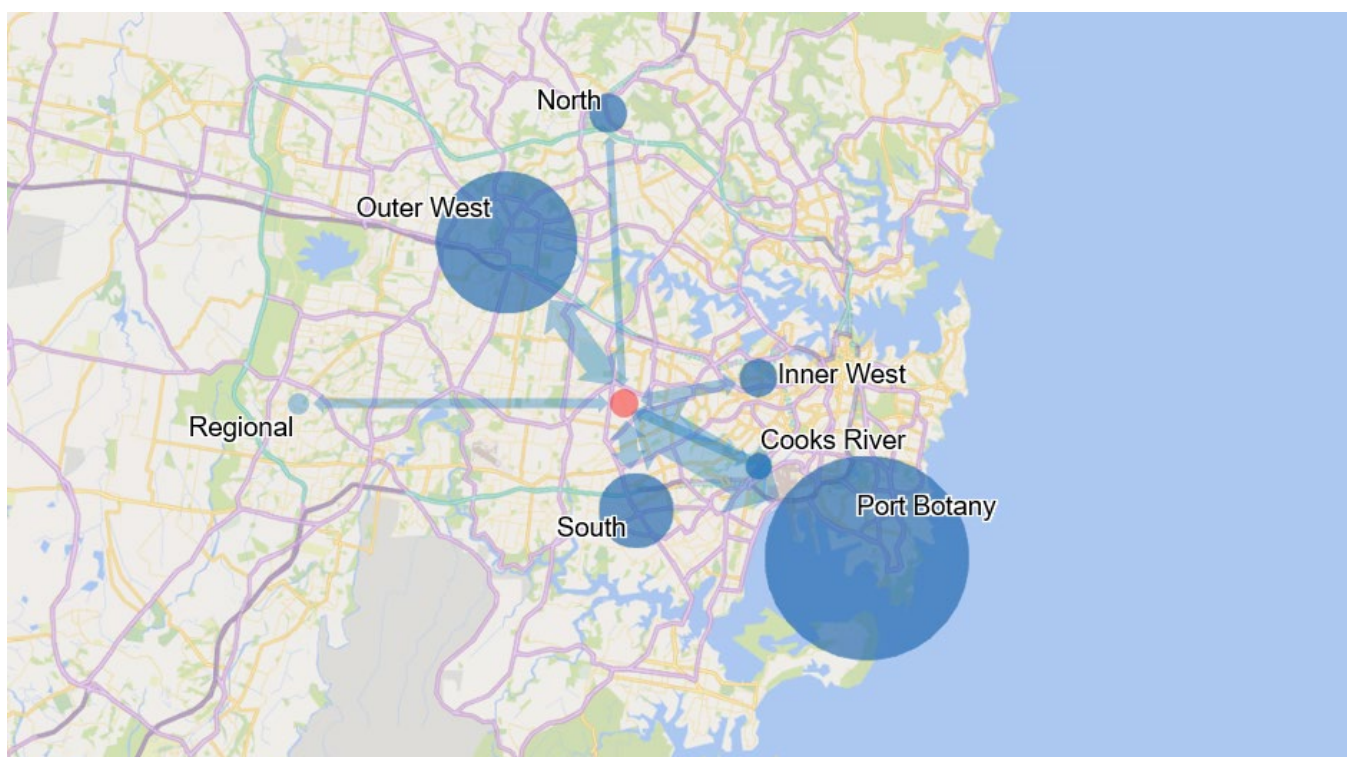 North
Outer West
Inner West
Regional
Cooks River
Port Botany
South